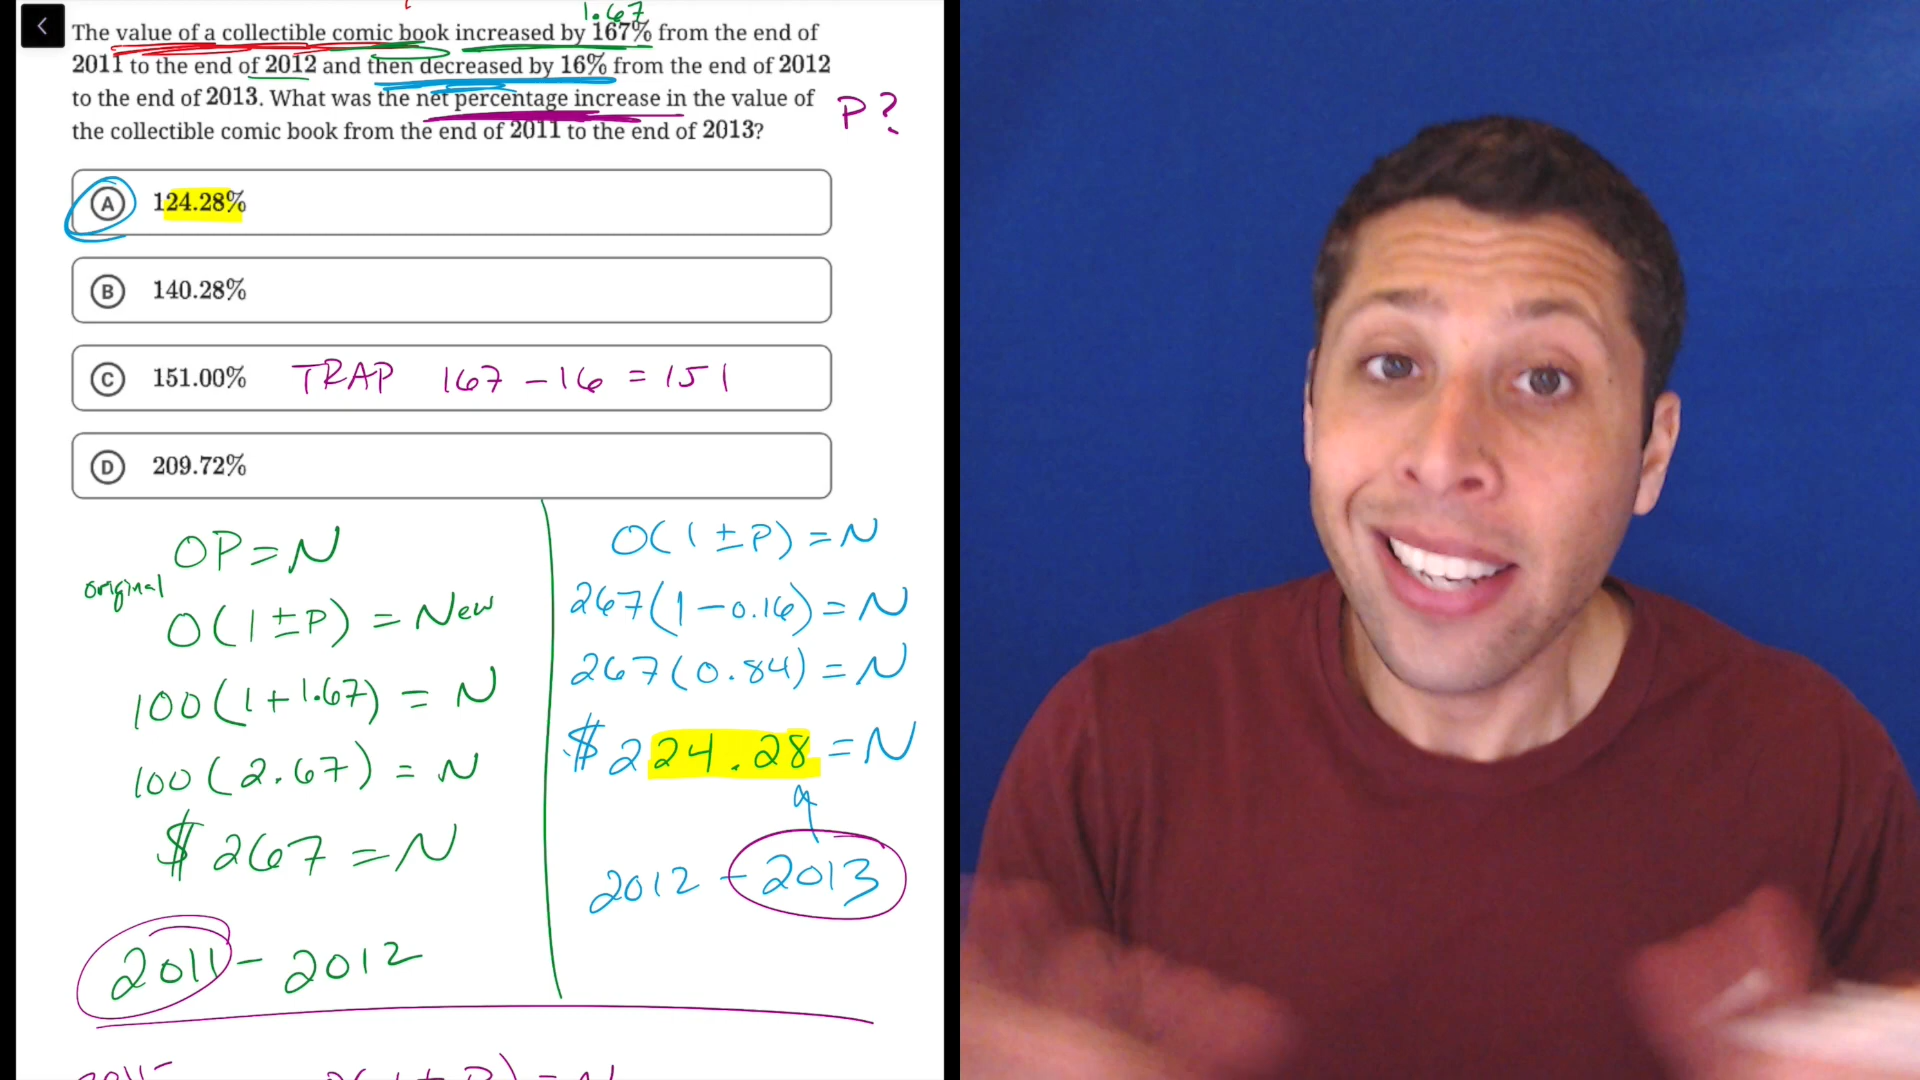 1.67
The value of a collectible comic book increased by 167% from the end of
2011 to the end of 2012 and then decreased by 16% from the end of 2012
to the end of 2013. What was the net percentage increase in the value of
the collectible comic book from the end of 2011 to the end of 2013?
P?
A 124.28%
B 140.28%
C 151.00% TRAP 167 - 16 = 151
D 209.72%
OP = N
original
O(1 ± P) = New
100(1 + 1.67) = N
100(2.67) = N
$267 = N
2011 - 2012
O(1 ± P) = N
267(1 - 0.16) = N
267(0.84) = N
$224.28 = N
2012 - 2013